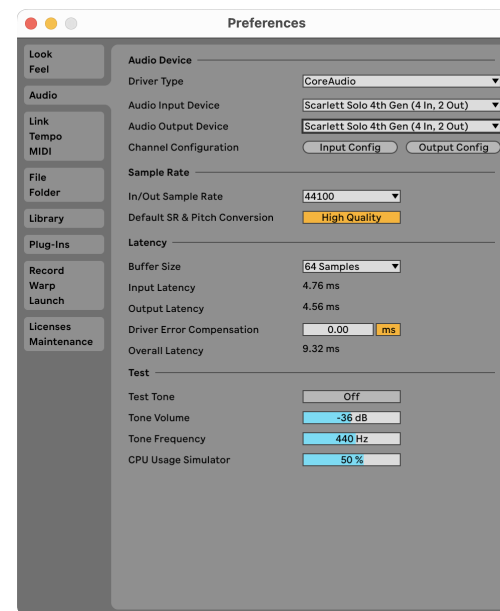 Preferences
Look
Feel
Audio
Link
Tempo
MIDI
File
Folder
Library
Plug-Ins
Record
Warp
Launch
Licenses
Maintenance
Audio Device
Driver Type CoreAudio
Audio Input Device Scarlett Solo 4th Gen (4 In, 2 Out)
Audio Output Device Scarlett Solo 4th Gen (4 In, 2 Out)
Channel Configuration Input Config Output Config
Sample Rate
In/Out Sample Rate 44100
Default SR & Pitch Conversion High Quality
Latency
Buffer Size 64 Samples
Input Latency 4.76 ms
Output Latency 4.56 ms
Driver Error Compensation 0.00 ms
Overall Latency 9.32 ms
Test
Test Tone Off
Tone Volume -36 dB
Tone Frequency 440 Hz
CPU Usage Simulator 50 %